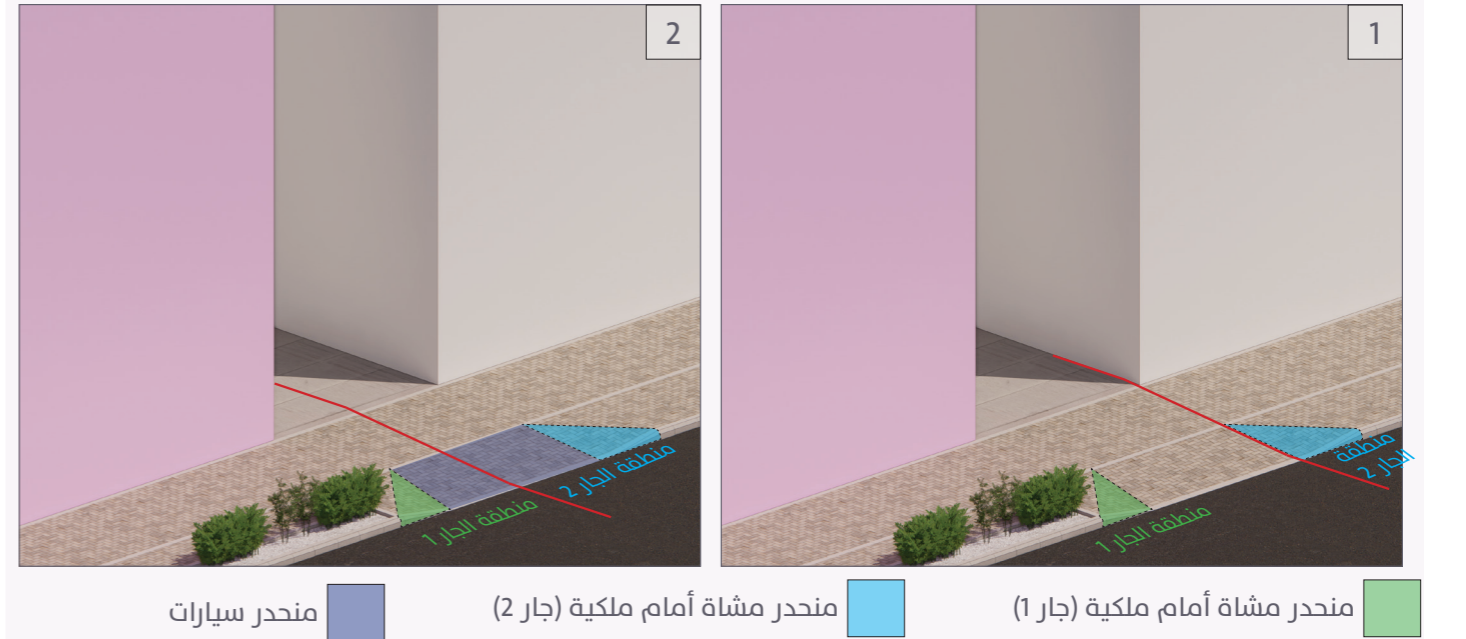 1
منطقة الجار 2
منطقة الجار 1
2
منطقة الجار 2
منطقة الجار 1
منحدر مشاة أمام ملكية (جار 1)
منحدر مشاة أمام ملكية (جار 2)
منحدر سيارات